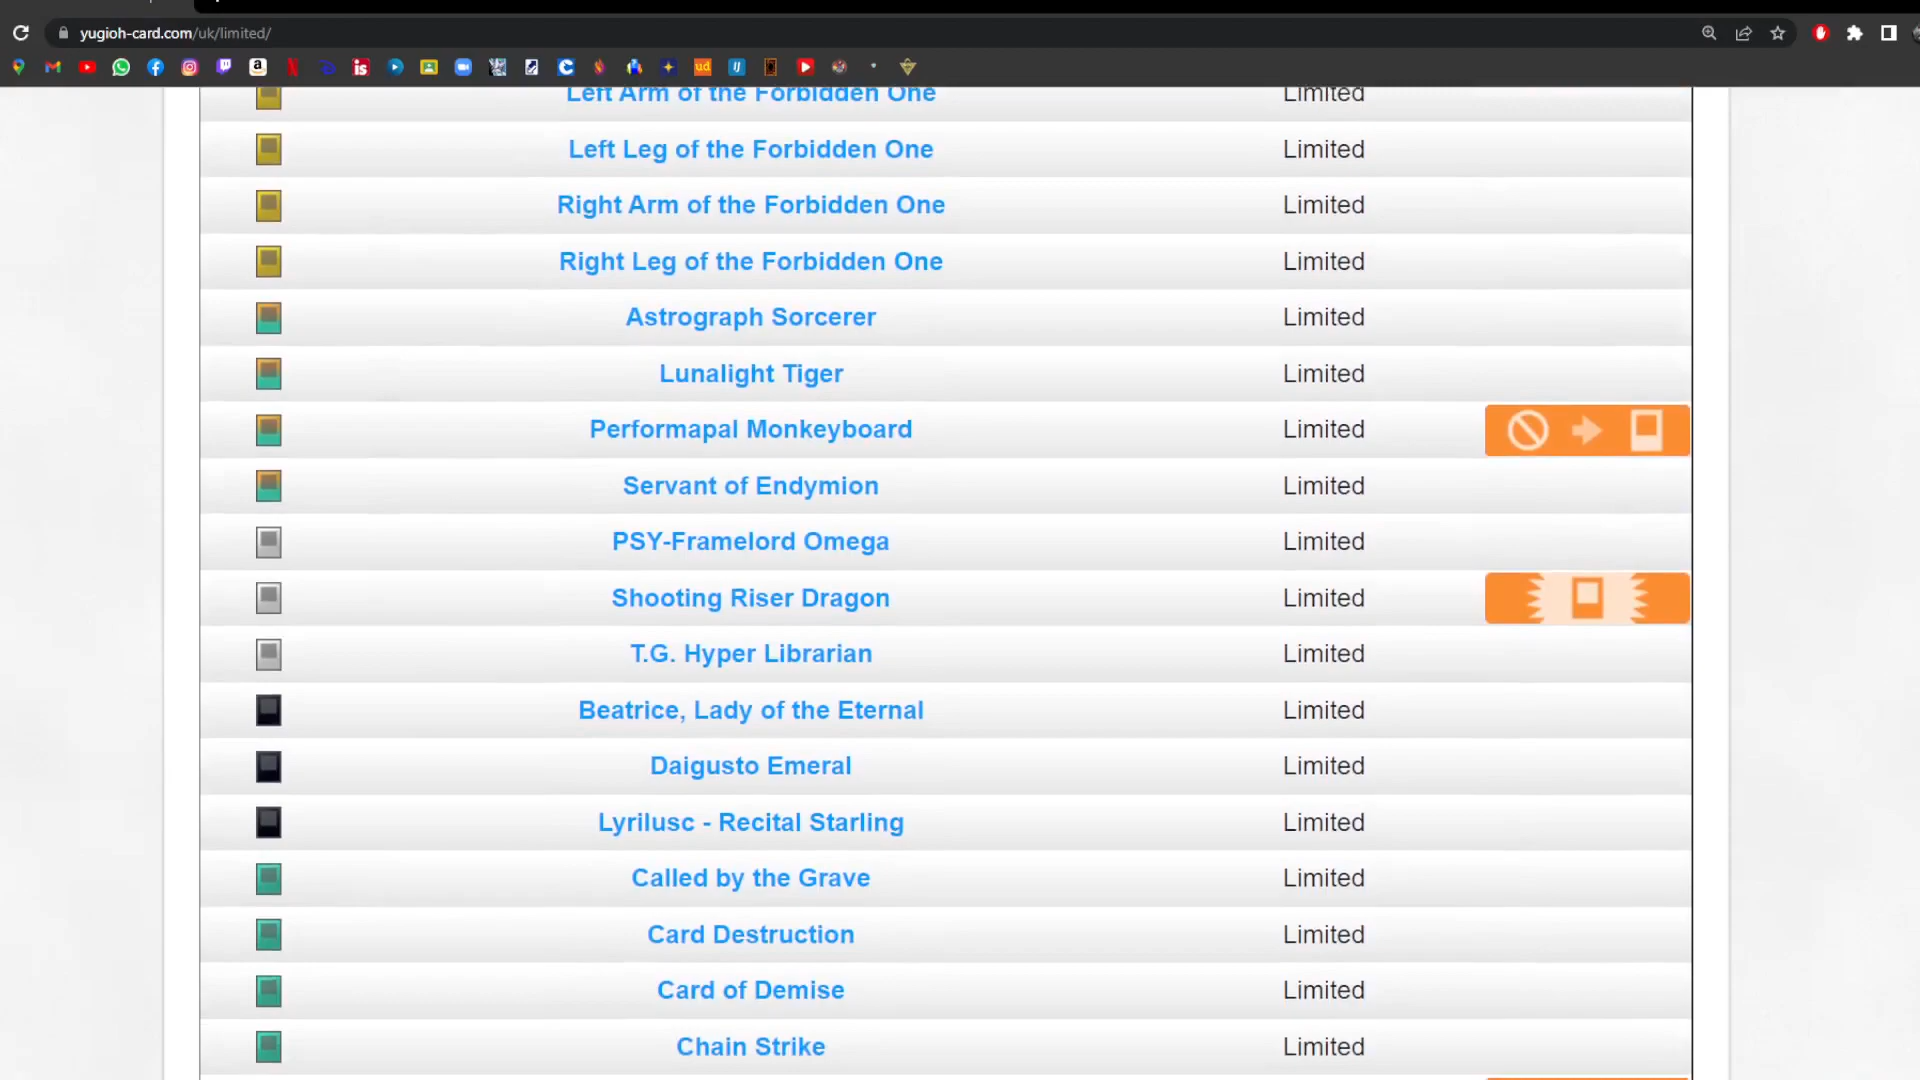 yugioh-card.com/uk/limited/
Left Arm of the Forbidden One Limited
Left Leg of the Forbidden One Limited
Right Arm of the Forbidden One Limited
Right Leg of the Forbidden One Limited
Astrograph Sorcerer Limited
Lunalight Tiger Limited
Performapal Monkeyboard Limited
Servant of Endymion Limited
PSY-Framelord Omega Limited
Shooting Riser Dragon Limited
T.G. Hyper Librarian Limited
Beatrice, Lady of the Eternal Limited
Daigusto Emeral Limited
Lyrilusc - Recital Starling Limited
Called by the Grave Limited
Card Destruction Limited
Card of Demise Limited
Chain Strike Limited